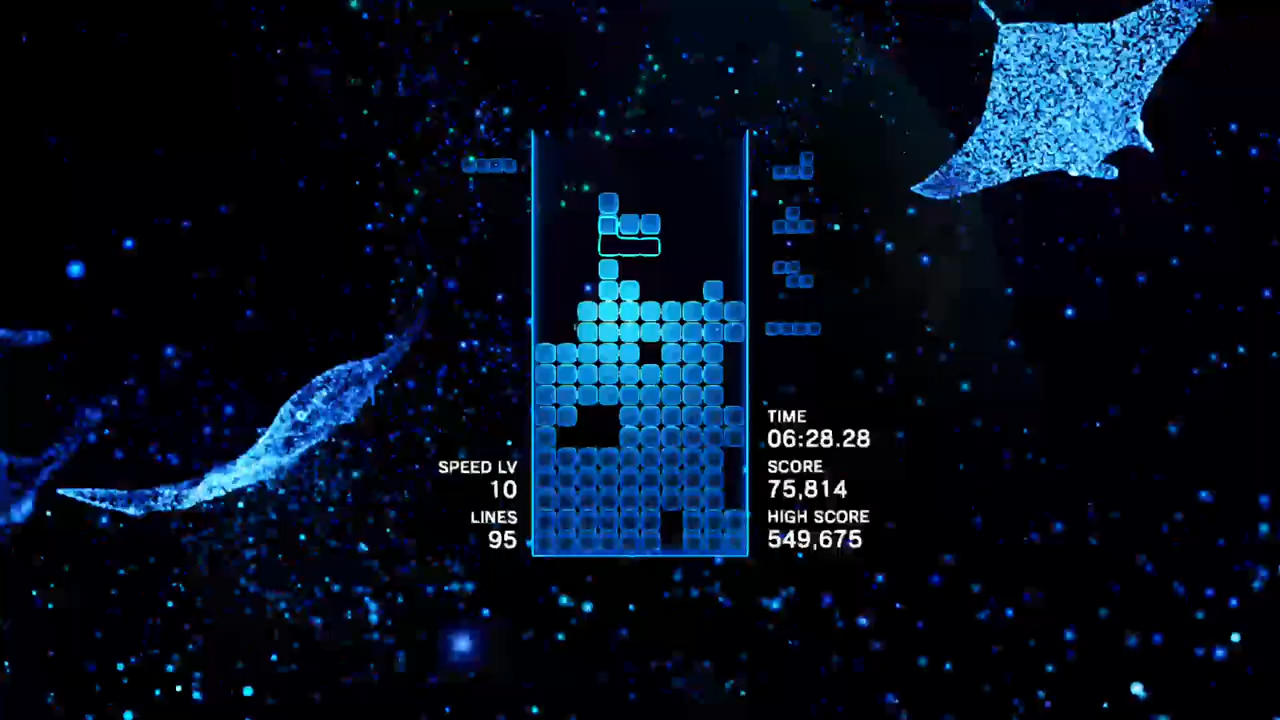 SPEED LV
10
LINES
95
TIME
06:28.28
SCORE
75,814
HIGH SCORE
549,675